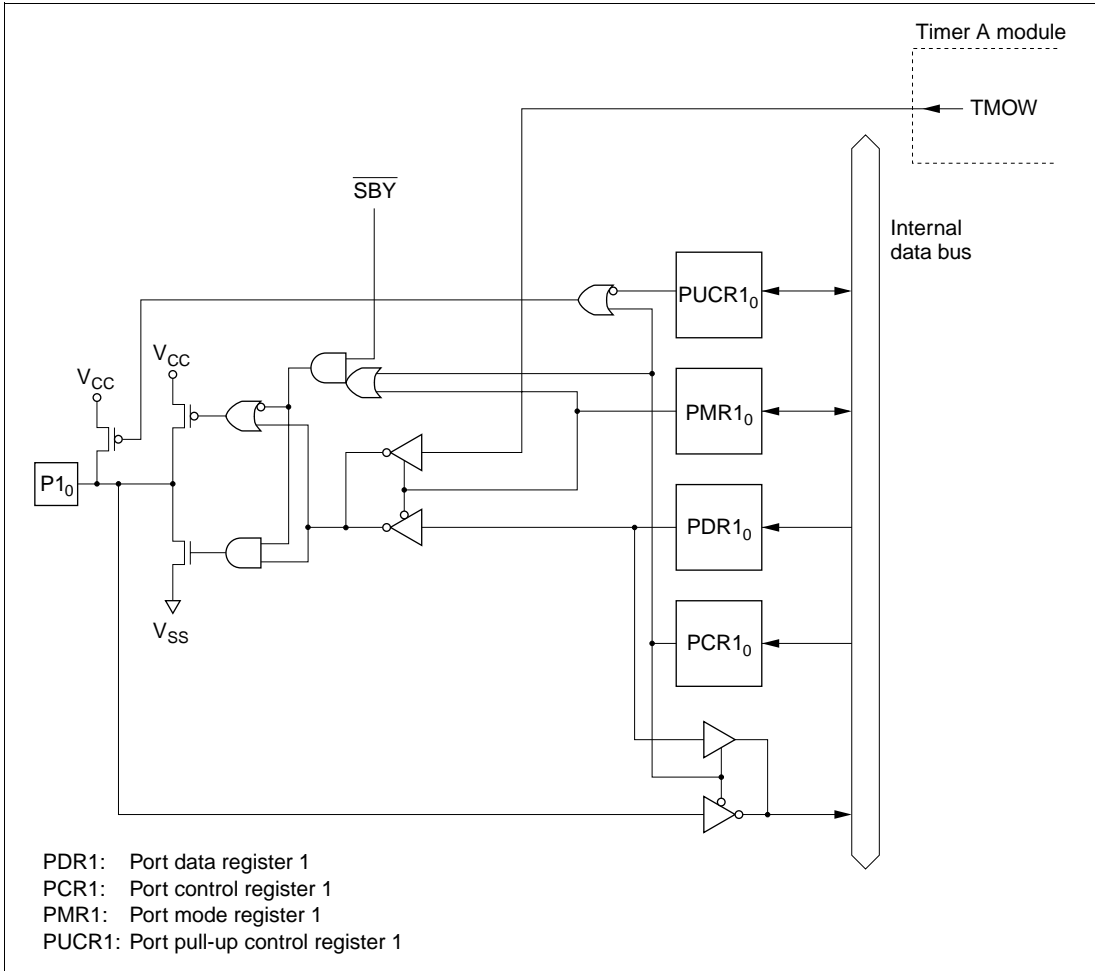 Timer A module
TMOW
SBY
Internal
data bus
PUCR1₀
V_CC
V_CC
PMR1₀
P1₀
PDR1₀
V_SS
PCR1₀
PDR1: Port data register 1
PCR1: Port control register 1
PMR1: Port mode register 1
PUCR1: Port pull-up control register 1